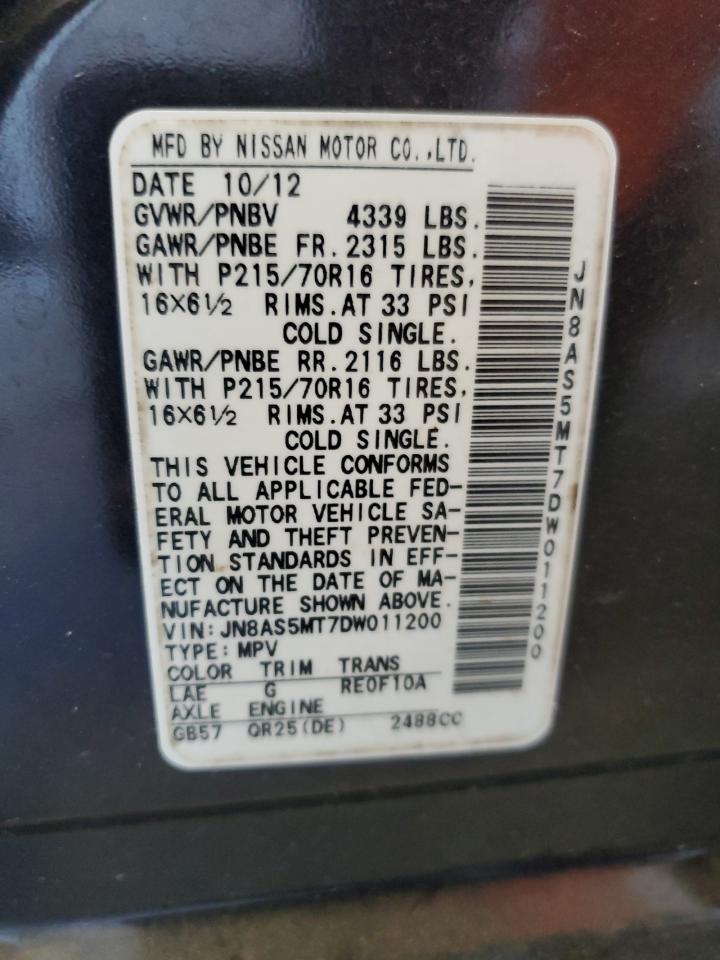 MFD BY NISSAN MOTOR CO.,LTD.
DATE 10/12
GVWR/PNBV 4339 LBS.
GAWR/PNBE FR. 2315 LBS.
WITH P215/70R16 TIRES,
16X6½ RIMS. AT 33 PSI
COLD SINGLE.
GAWR/PNBE RR. 2116 LBS.
WITH P215/70R16 TIRES,
16X6½ RIMS. AT 33 PSI
COLD SINGLE.
THIS VEHICLE CONFORMS
TO ALL APPLICABLE FED-
ERAL MOTOR VEHICLE SA-
FETY AND THEFT PREVEN-
TION STANDARDS IN EFF-
ECT ON THE DATE OF MA-
NUFACTURE SHOWN ABOVE.
VIN: JN8AS5MT7DW011200
TYPE: MPV
COLOR TRIM TRANS
LAE G RE0F10A
AXLE ENGINE
GB57 QR25(DE) 2488CC
JN8AS5MT7DW011200